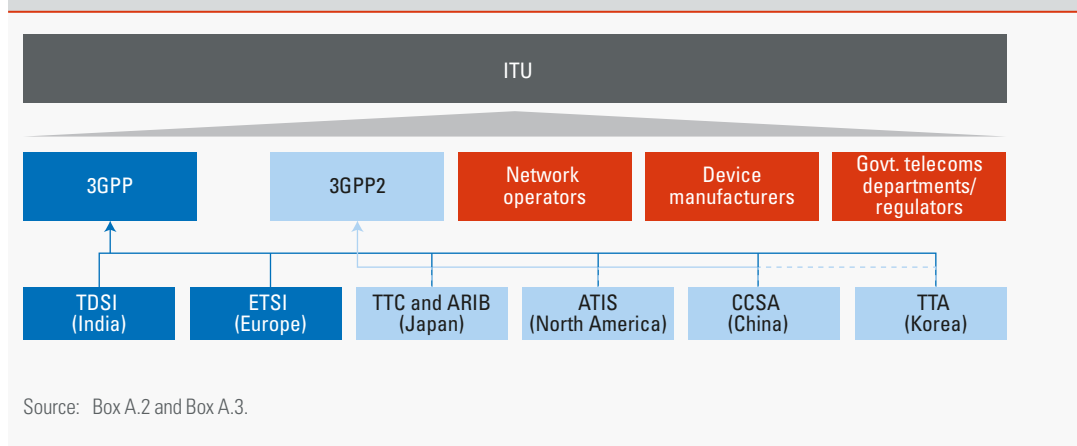 ITU
3GPP
3GPP2
Network
operators
Device
manufacturers
Govt. telecoms
departments/
regulators
TDSI
(India)
ETSI
(Europe)
TTC and ARIB
(Japan)
ATIS
(North America)
CCSA
(China)
TTA
(Korea)
Source: Box A.2 and Box A.3.